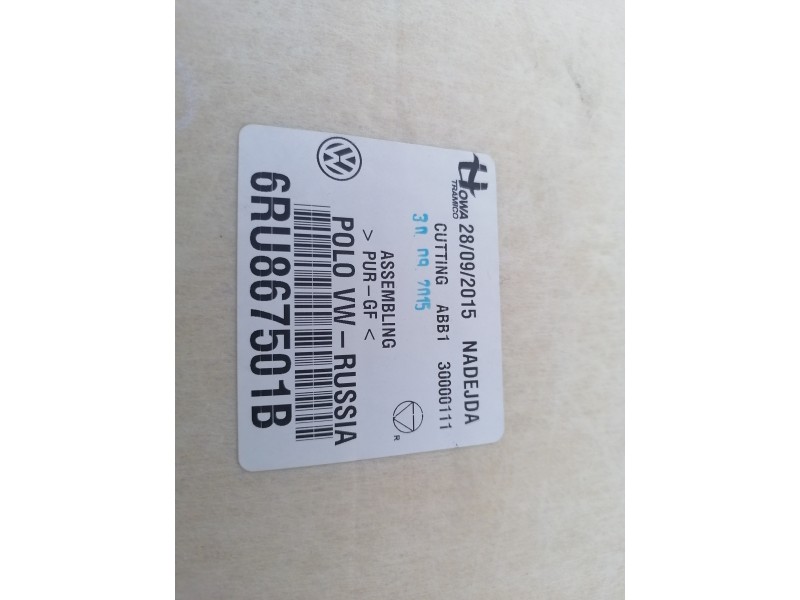 HOWA
TRAMICO
28/09/2015 NADEJDA
CUTTING ABB1 30000111
30 09 2015
ASSEMBLING
> PUR-GF <
R
VW
POLO VW-RUSSIA
6RU867501B